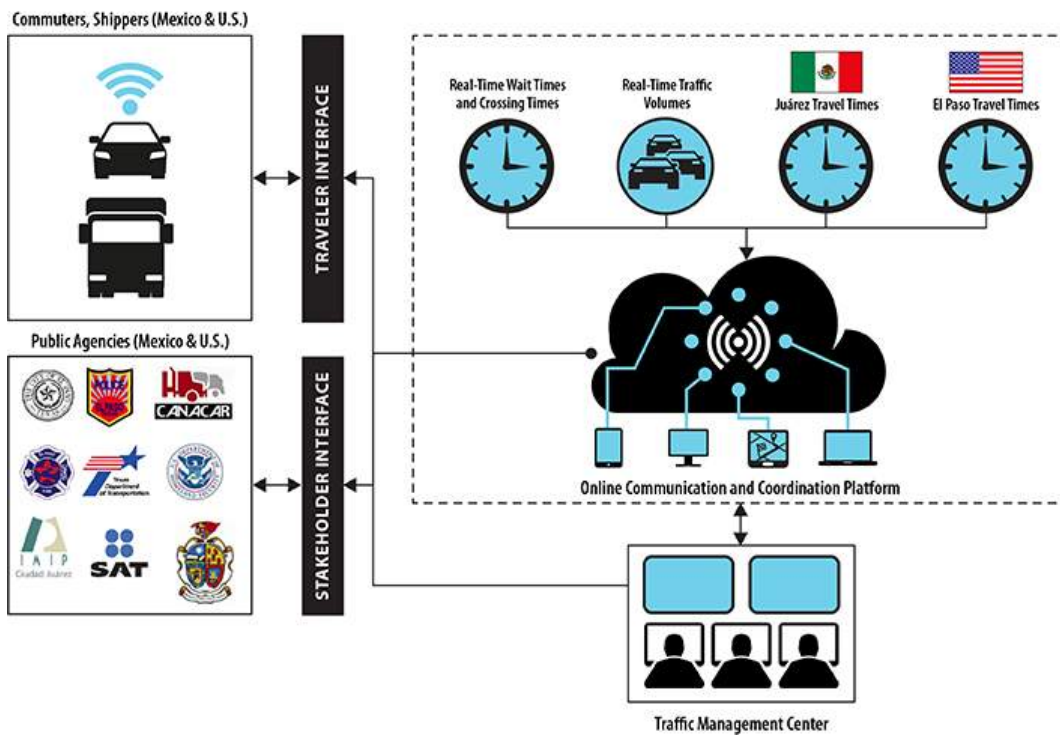 Commuters, Shippers (Mexico & U.S.)
TRAVELER INTERFACE
Real-Time Wait Times
and Crossing Times
Real-Time Traffic
Volumes
Juárez Travel Times
El Paso Travel Times
Public Agencies (Mexico & U.S.)
POLICE
CANACAR
Texas
Department
of Transportation
IMIP
Ciudad Juárez
SAT
STAKEHOLDER INTERFACE
Online Communication and Coordination Platform
Traffic Management Center